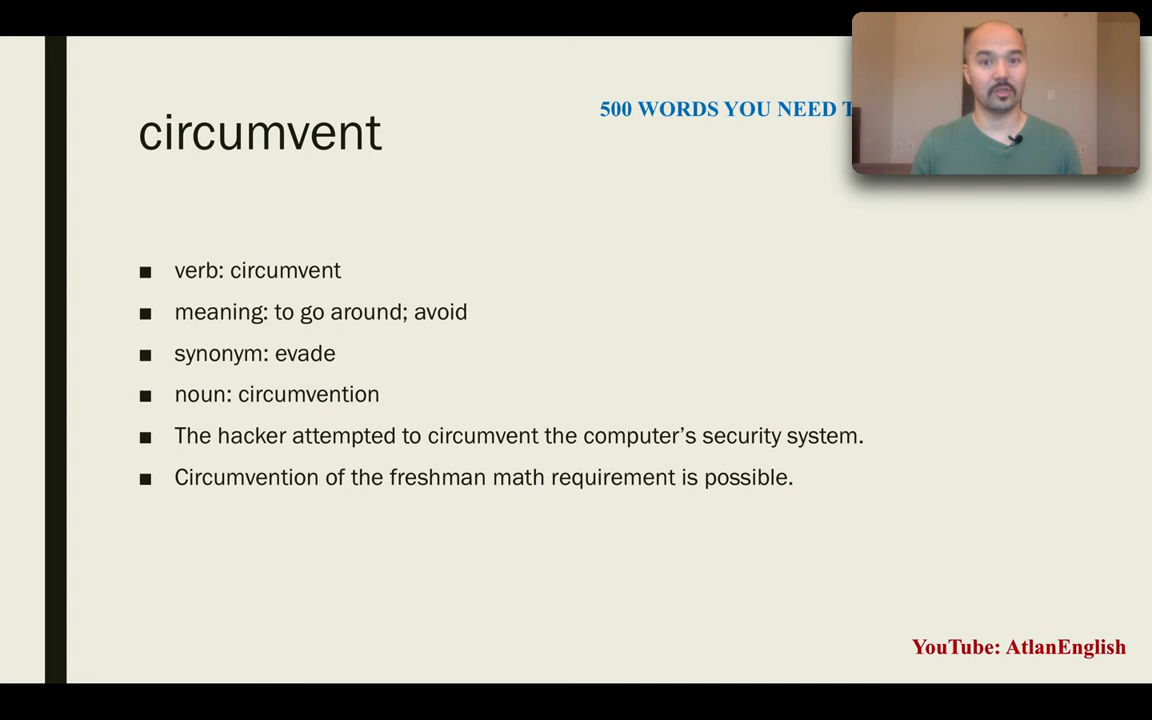 500 WORDS YOU NEED
circumvent
verb: circumvent
meaning: to go around; avoid
synonym: evade
noun: circumvention
The hacker attempted to circumvent the computer’s security system.
Circumvention of the freshman math requirement is possible.
YouTube: AtlanEnglish